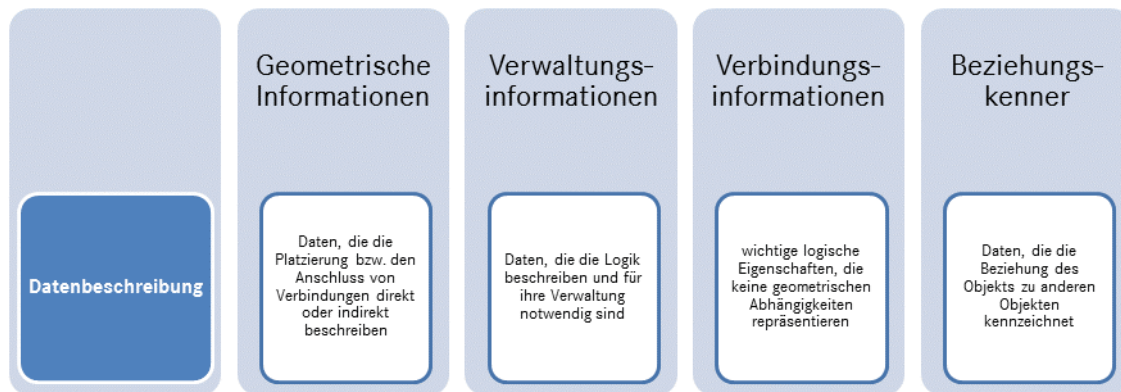 Geometrische
Informationen
Verwaltungs-
informationen
Verbindungs-
informationen
Beziehungs-
kenner
Datenbeschreibung
Daten, die die
Platzierung bzw. den
Anschluss von
Verbindungen direkt
oder indirekt
beschreiben
Daten, die die Logik
beschreiben und für
ihre Verwaltung
notwendig sind
wichtige logische
Eigenschaften, die
keine geometrischen
Abhängigkeiten
repräsentieren
Daten, die die
Beziehung des
Objekts zu anderen
Objekten
kennzeichnet